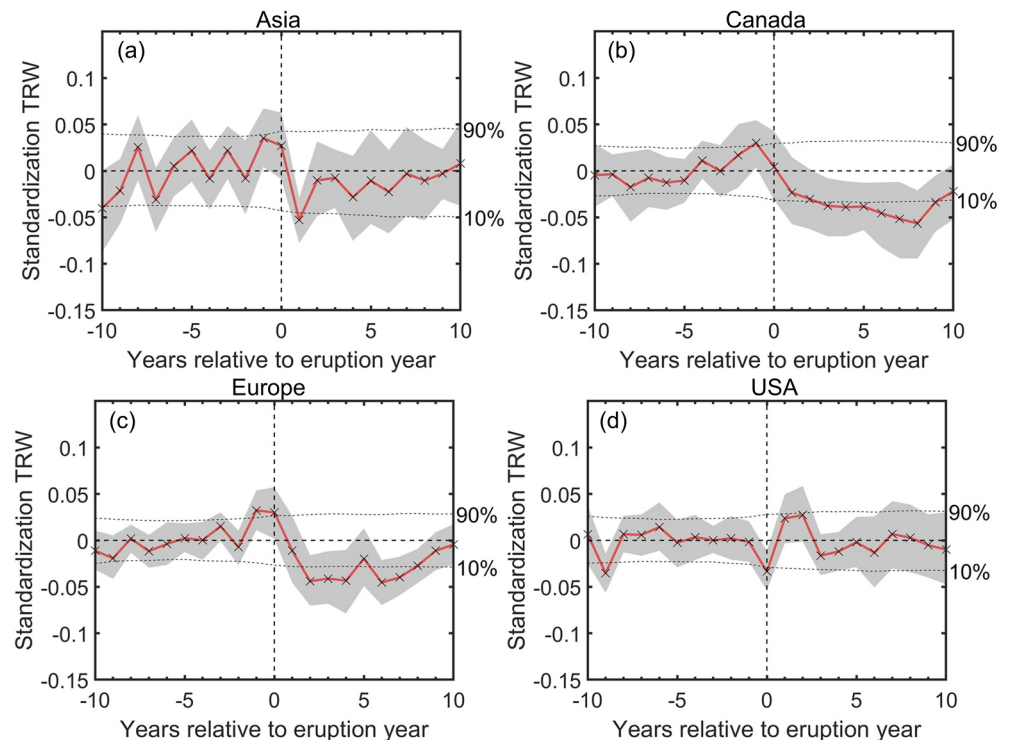 Asia
(a)
Standardization TRW
0.1
0.05
0
-0.05
-0.1
-0.15
90%
10%
-10 -5 0 5 10
Years relative to eruption year
Canada
(b)
Standardization TRW
0.1
0.05
0
-0.05
-0.1
-0.15
90%
10%
-10 -5 0 5 10
Years relative to eruption year
Europe
(c)
Standardization TRW
0.1
0.05
0
-0.05
-0.1
-0.15
90%
10%
-10 -5 0 5 10
Years relative to eruption year
USA
(d)
Standardization TRW
0.1
0.05
0
-0.05
-0.1
-0.15
90%
10%
-10 -5 0 5 10
Years relative to eruption year